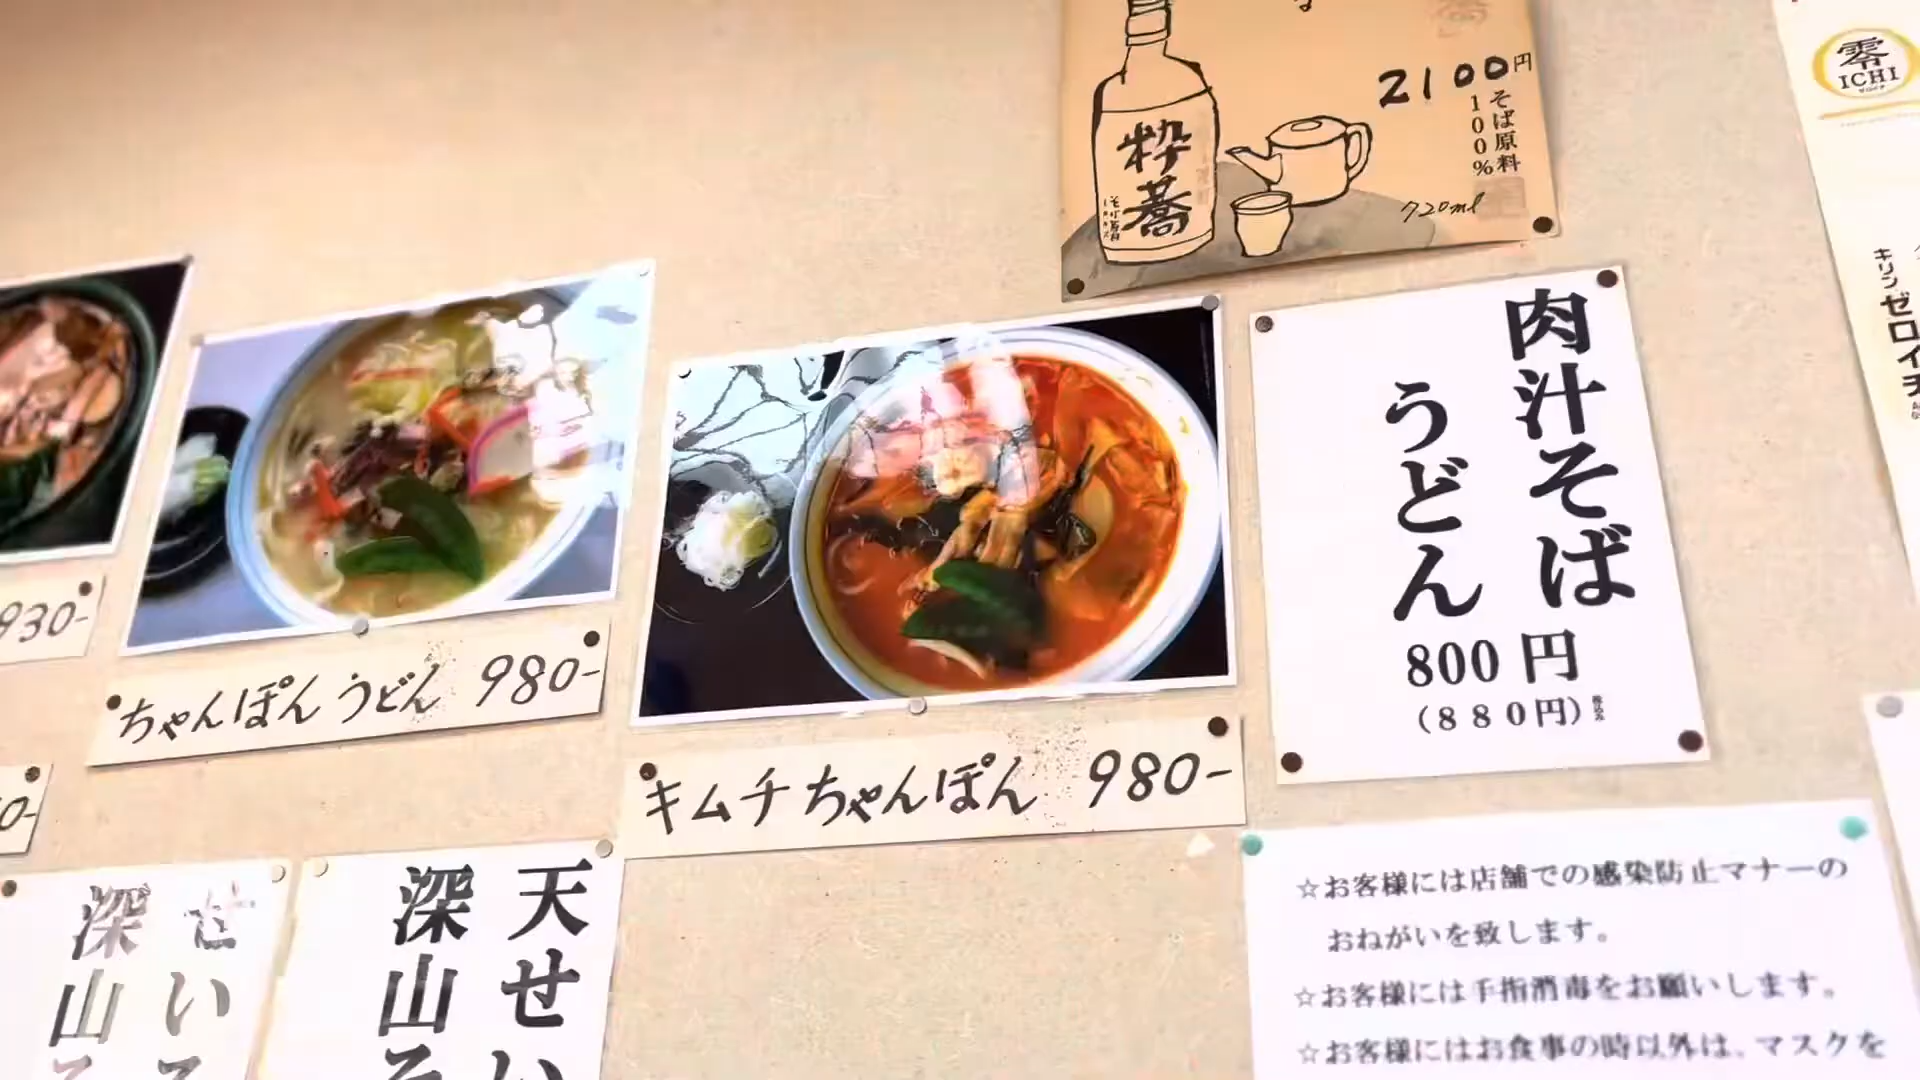 2100円
そば原料
100%
720ml
粋蕎
零
ICHI
キリン
ゼロイチ
肉汁そば
うどん
800円
(880円)
930-
ちゃんぽんうどん 980-
キムチちゃんぽん 980-
0-
せい
深山そ
天せい
深山そ
☆お客様には店舗での感染防止マナーの
おねがいを致します。
☆お客様には手指消毒をお願いします。
☆お客様にはお食事の時以外は、マスクを